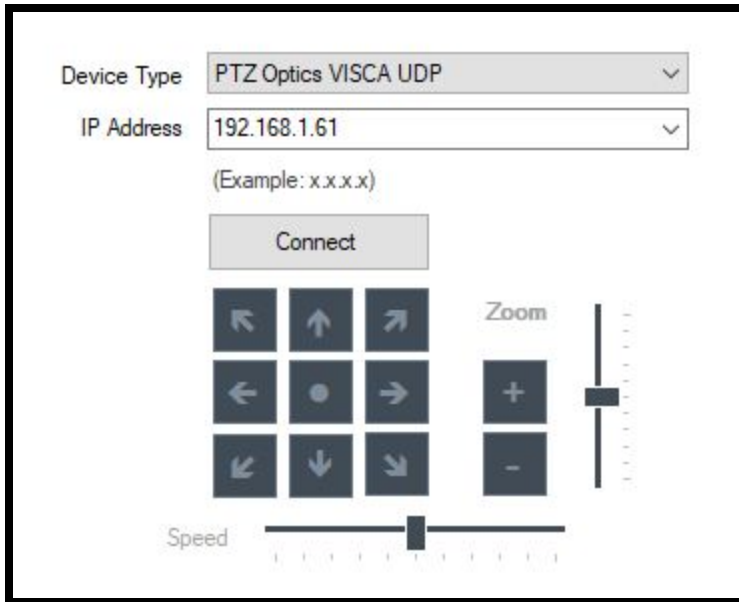 Device Type PTZ Optics VISCA UDP
IP Address 192.168.1.61
(Example: x.x.x.x)
Connect
Zoom
+
-
Speed